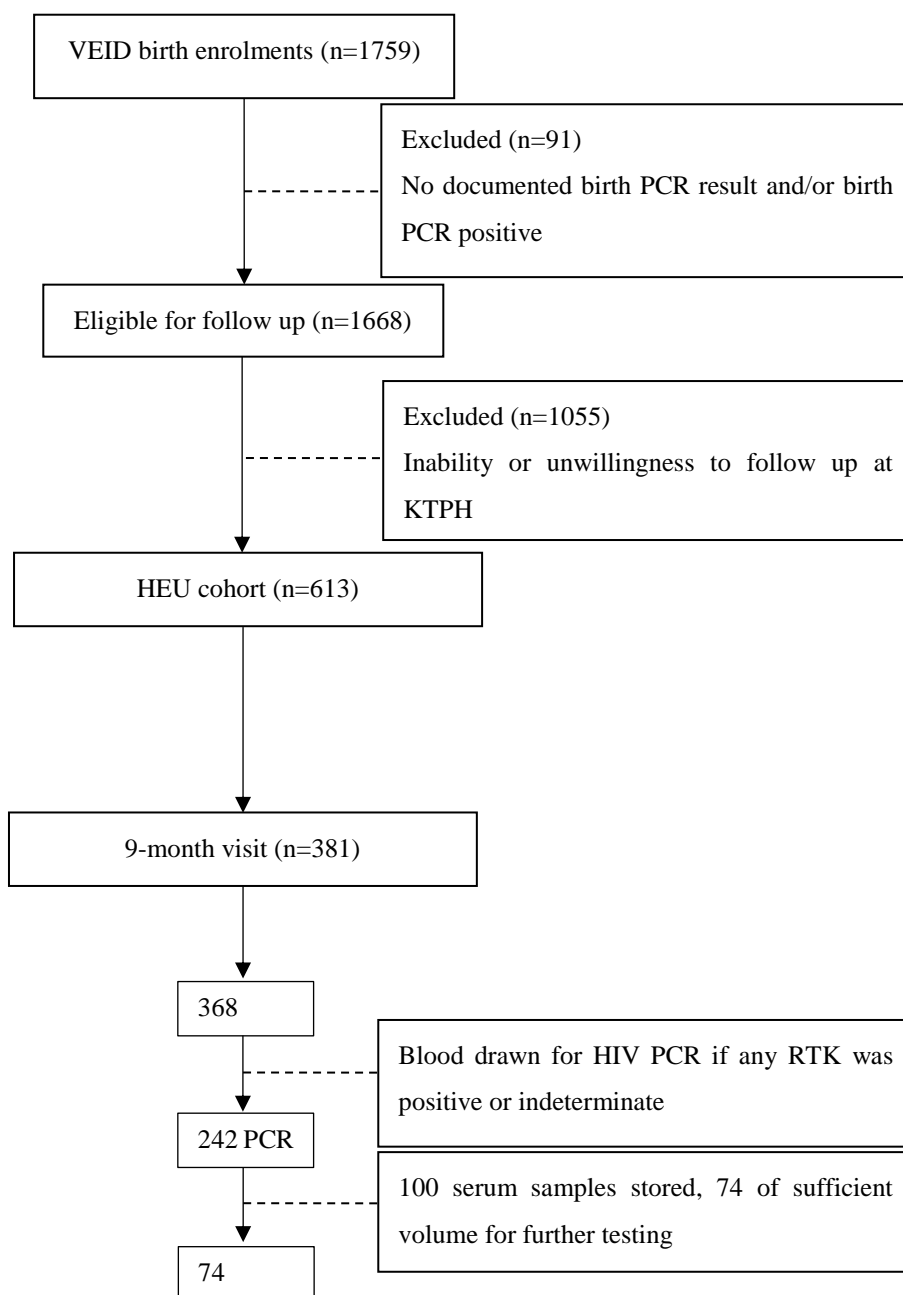 VEID birth enrolments (n=1759)
Excluded (n=91)
No documented birth PCR result and/or birth
PCR positive
Eligible for follow up (n=1668)
Excluded (n=1055)
Inability or unwillingness to follow up at
KTPH
HEU cohort (n=613)
9-month visit (n=381)
368
Blood drawn for HIV PCR if any RTK was
positive or indeterminate
242 PCR
100 serum samples stored, 74 of sufficient
volume for further testing
74